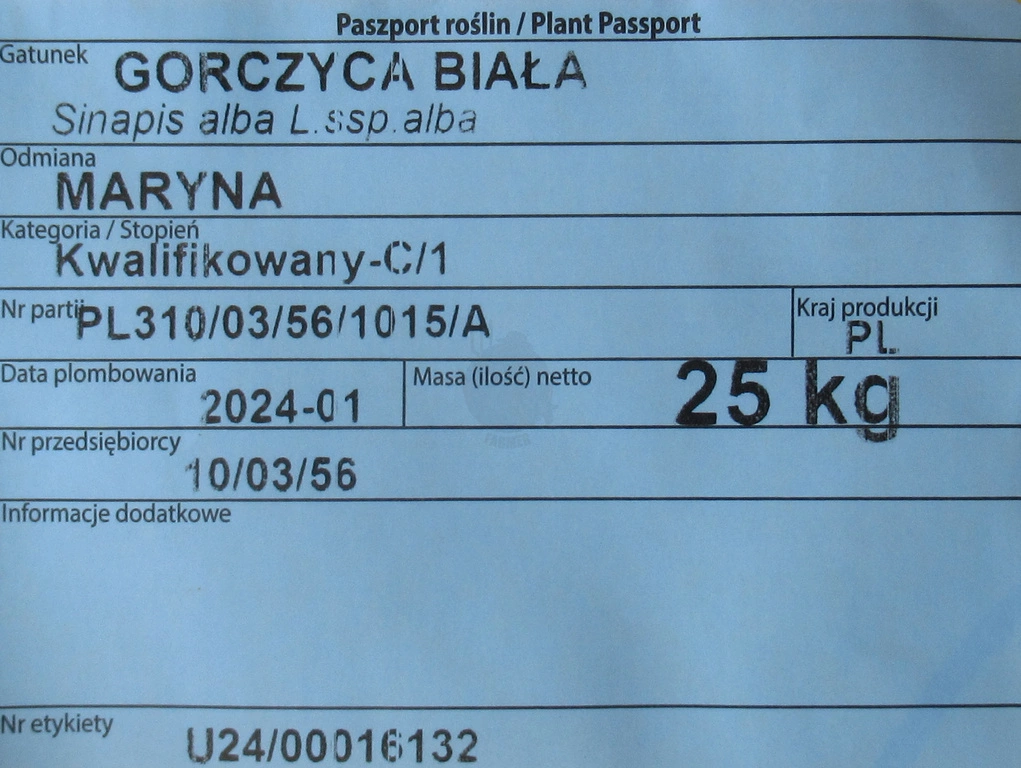 Paszport roślin / Plant Passport
Gatunek GORCZYCA BIAŁA
Sinapis alba L.ssp.alba
Odmiana
MARYNA
Kategoria / Stopień
Kwalifikowany-C/1
Nr partii PL310/03/56/1015/A
Kraj produkcji
PL
Data plombowania
2024-01
Masa (ilość) netto 25 kg
Nr przedsiębiorcy
10/03/56
Informacje dodatkowe
Nr etykiety
U24/00016132